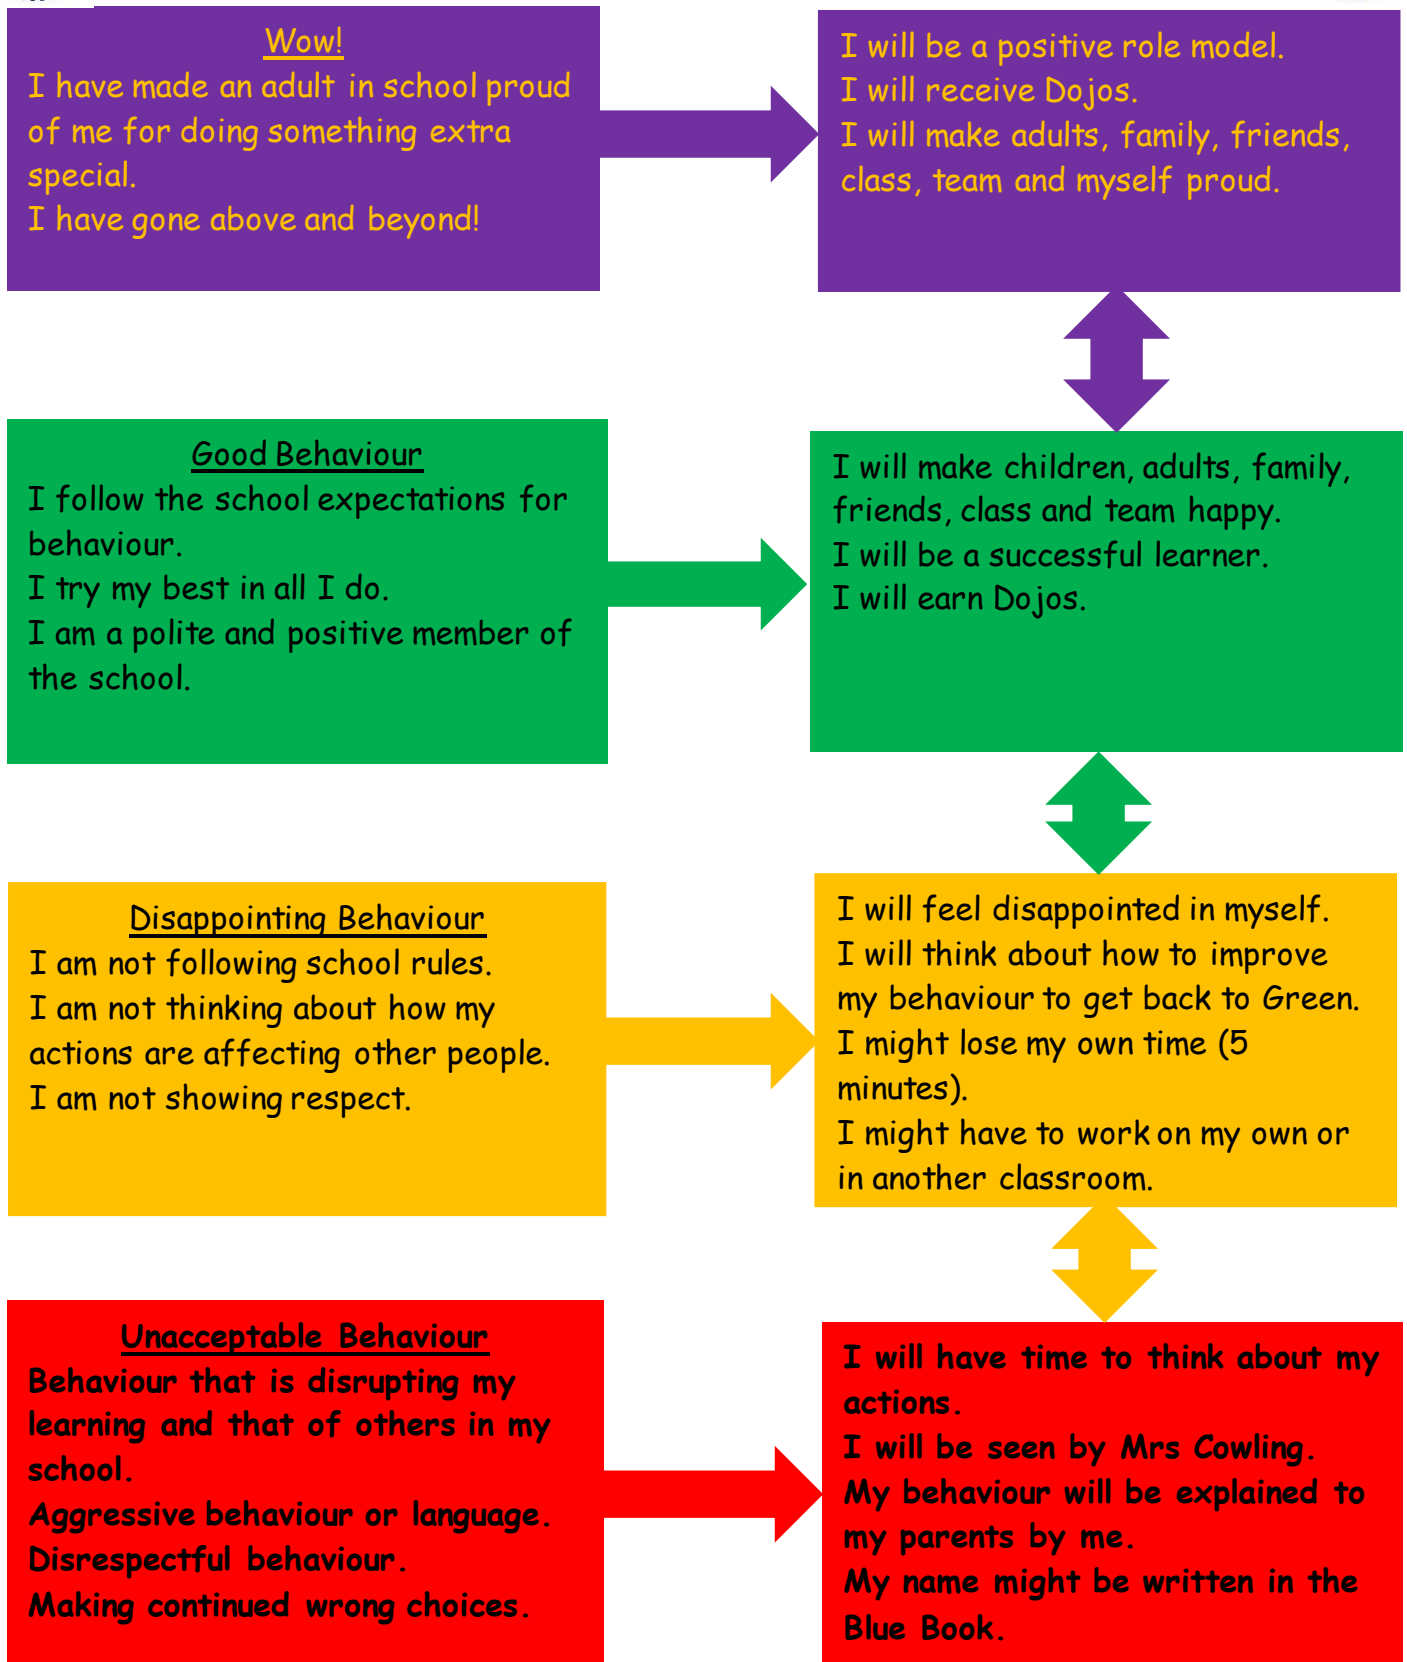 Wow!
I have made an adult in school proud
of me for doing something extra
special.
I have gone above and beyond!
I will be a positive role model.
I will receive Dojos.
I will make adults, family, friends,
class, team and myself proud.
Good Behaviour
I follow the school expectations for
behaviour.
I try my best in all I do.
I am a polite and positive member of
the school.
I will make children, adults, family,
friends, class and team happy.
I will be a successful learner.
I will earn Dojos.
Disappointing Behaviour
I am not following school rules.
I am not thinking about how my
actions are affecting other people.
I am not showing respect.
I will feel disappointed in myself.
I will think about how to improve
my behaviour to get back to Green.
I might lose my own time (5
minutes).
I might have to work on my own or
in another classroom.
Unacceptable Behaviour
Behaviour that is disrupting my
learning and that of others in my
school.
Aggressive behaviour or language.
Disrespectful behaviour.
Making continued wrong choices.
I will have time to think about my
actions.
I will be seen by Mrs Cowling.
My behaviour will be explained to
my parents by me.
My name might be written in the
Blue Book.